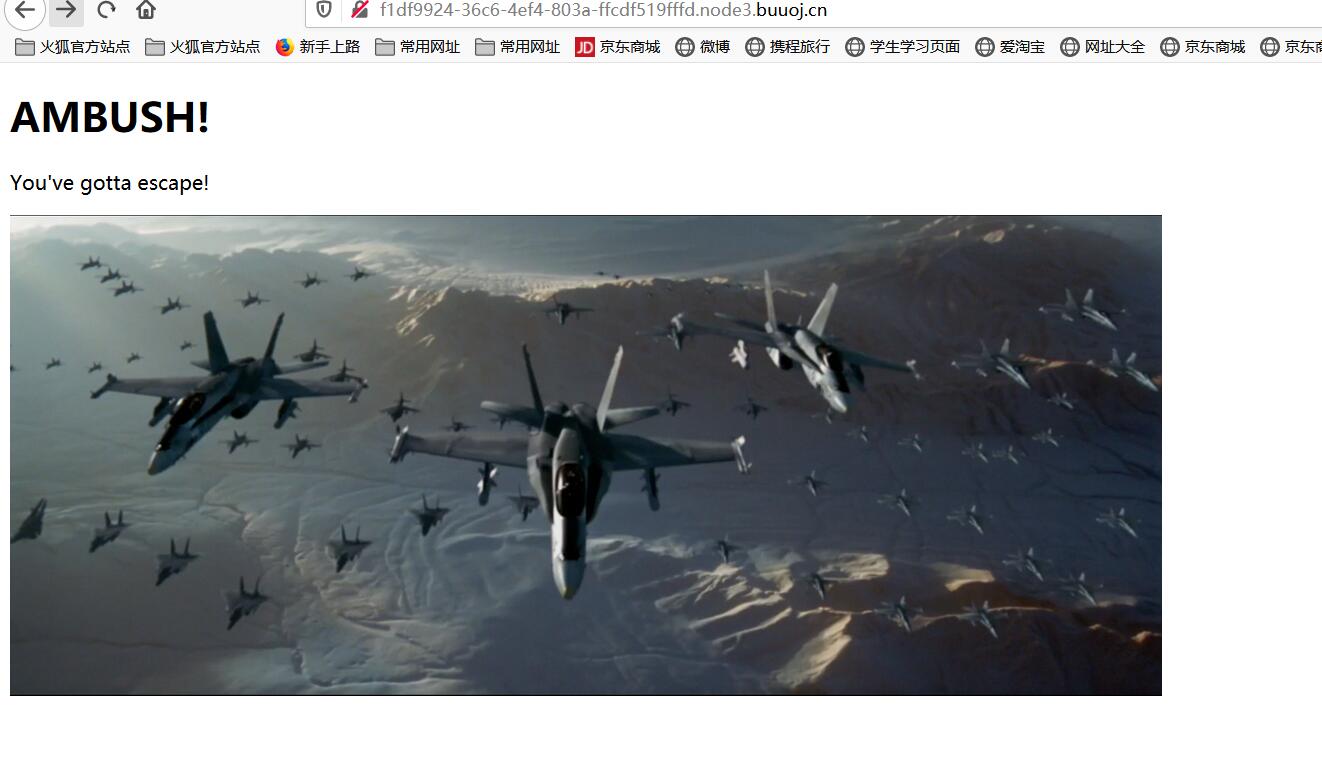 f1df9924-36c6-4ef4-803a-ffcdf519fffd.node3.buuoj.cn
火狐官方站点 火狐官方站点 新手上路 常用网址 常用网址 JD 京东商城 微博 携程旅行 学生学习页面 爱淘宝 网址大全 京东商城 京东商
AMBUSH!
You've gotta escape!